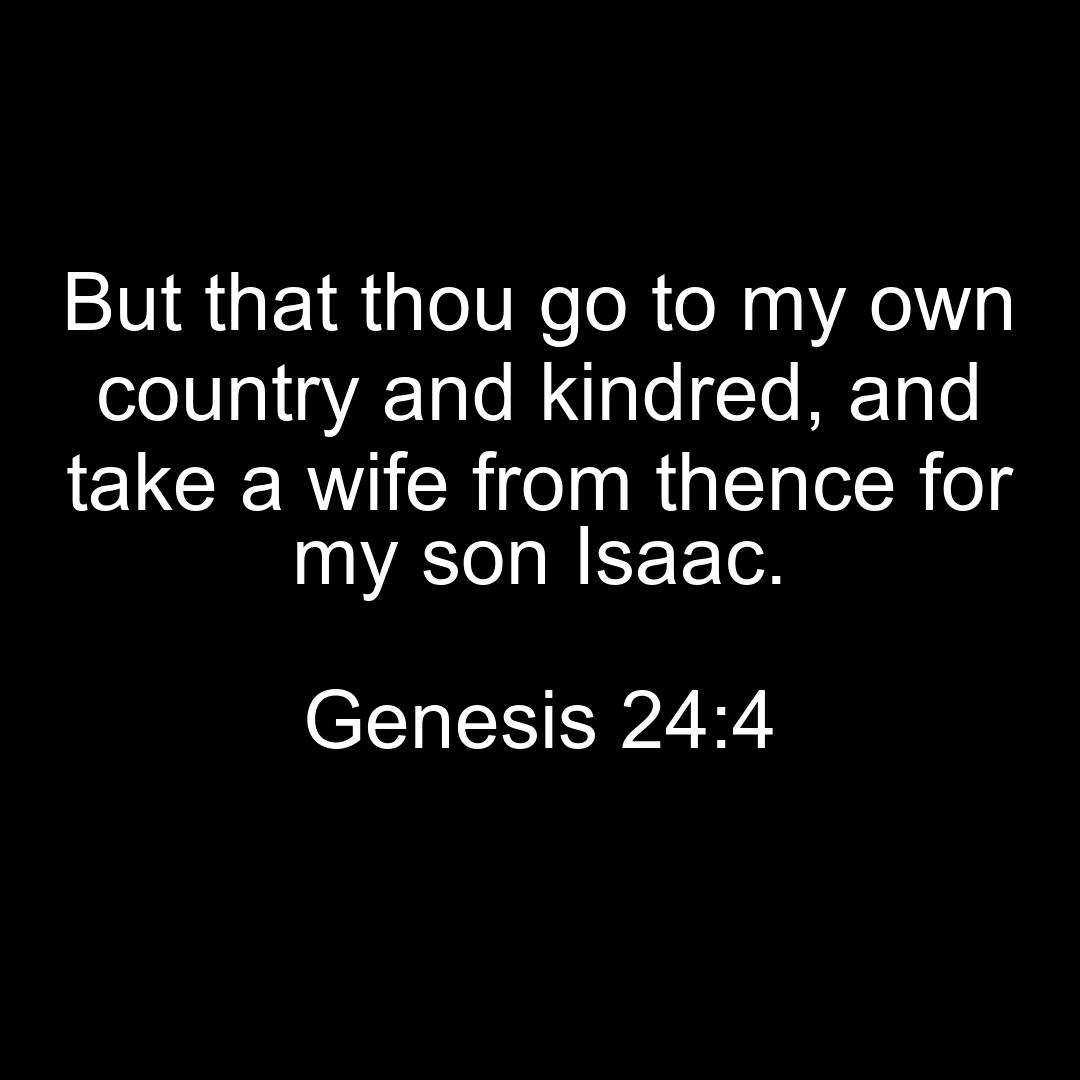 But that thou go to my own
country and kindred, and
take a wife from thence for
my son Isaac.
Genesis 24:4